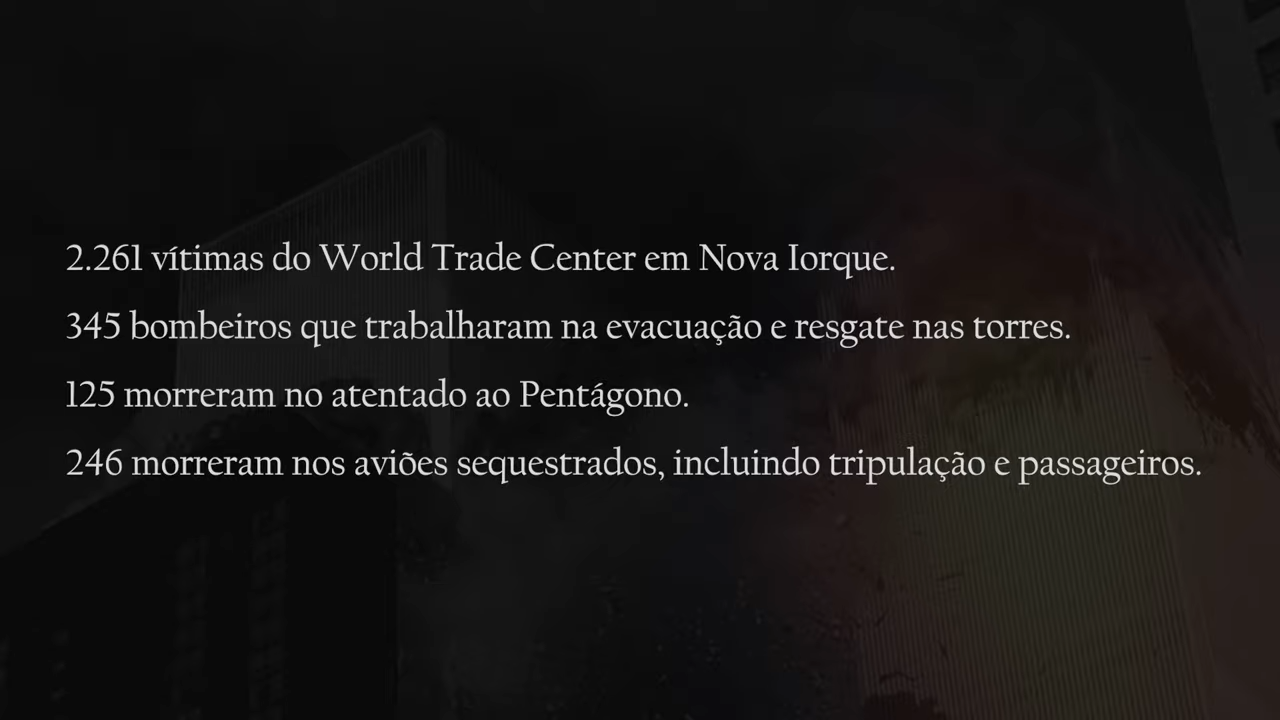 2.261 vítimas do World Trade Center em Nova Iorque.
345 bombeiros que trabalharam na evacuação e resgate nas torres.
125 morreram no atentado ao Pentágono.
246 morreram nos aviões sequestrados, incluindo tripulação e passageiros.